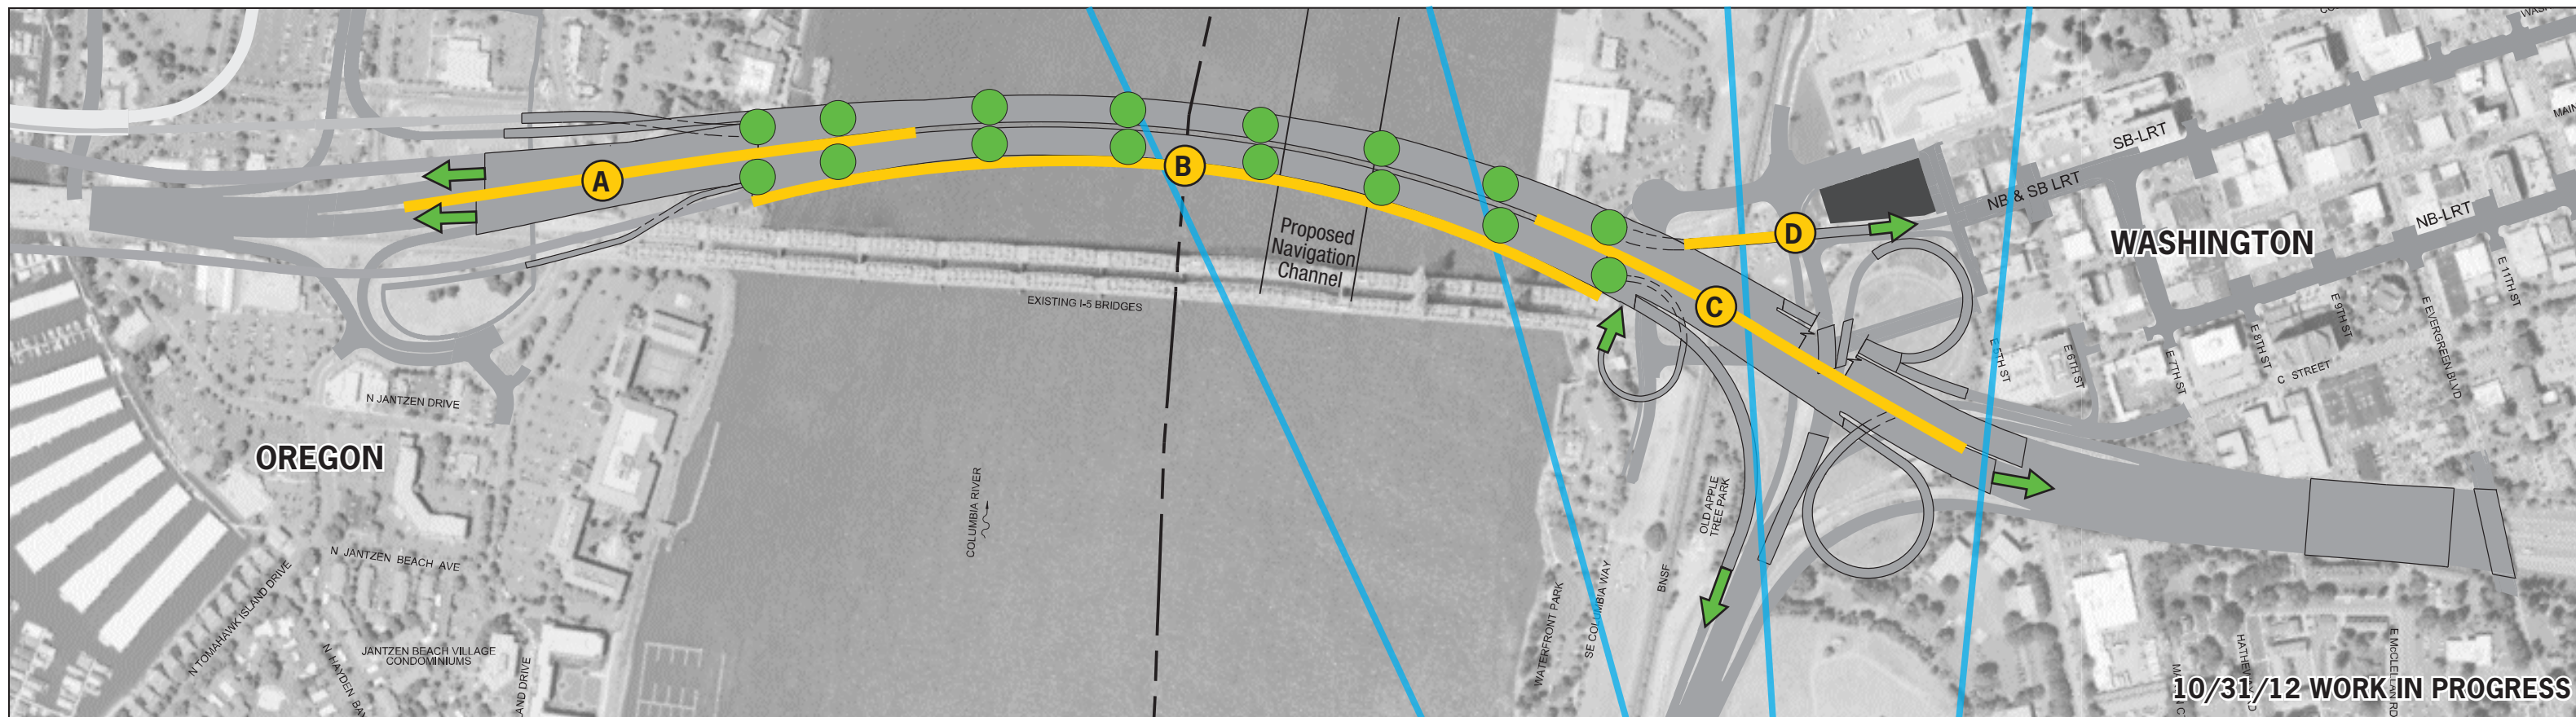 A
B
C
D
OREGON
WASHINGTON
Proposed
Navigation
Channel
EXISTING I-5 BRIDGES
SB-LRT
NB & SB LRT
NB-LRT
N JANTZEN DRIVE
N JANTZEN BEACH AVE
N TOMAHAWK ISLAND DRIVE
JANTZEN BEACH VILLAGE
CONDOMINIUMS
COLUMBIA RIVER
WATERFRONT PARK
SE COLUMBIA WAY
BNSF
OLD APPLE
TREE PARK
E 5TH ST
E 6TH ST
E 7TH ST
E 8TH ST
C STREET
E 9TH ST
E EVERGREEN BLVD
E 11TH ST
10/31/12 WORK IN PROGRESS